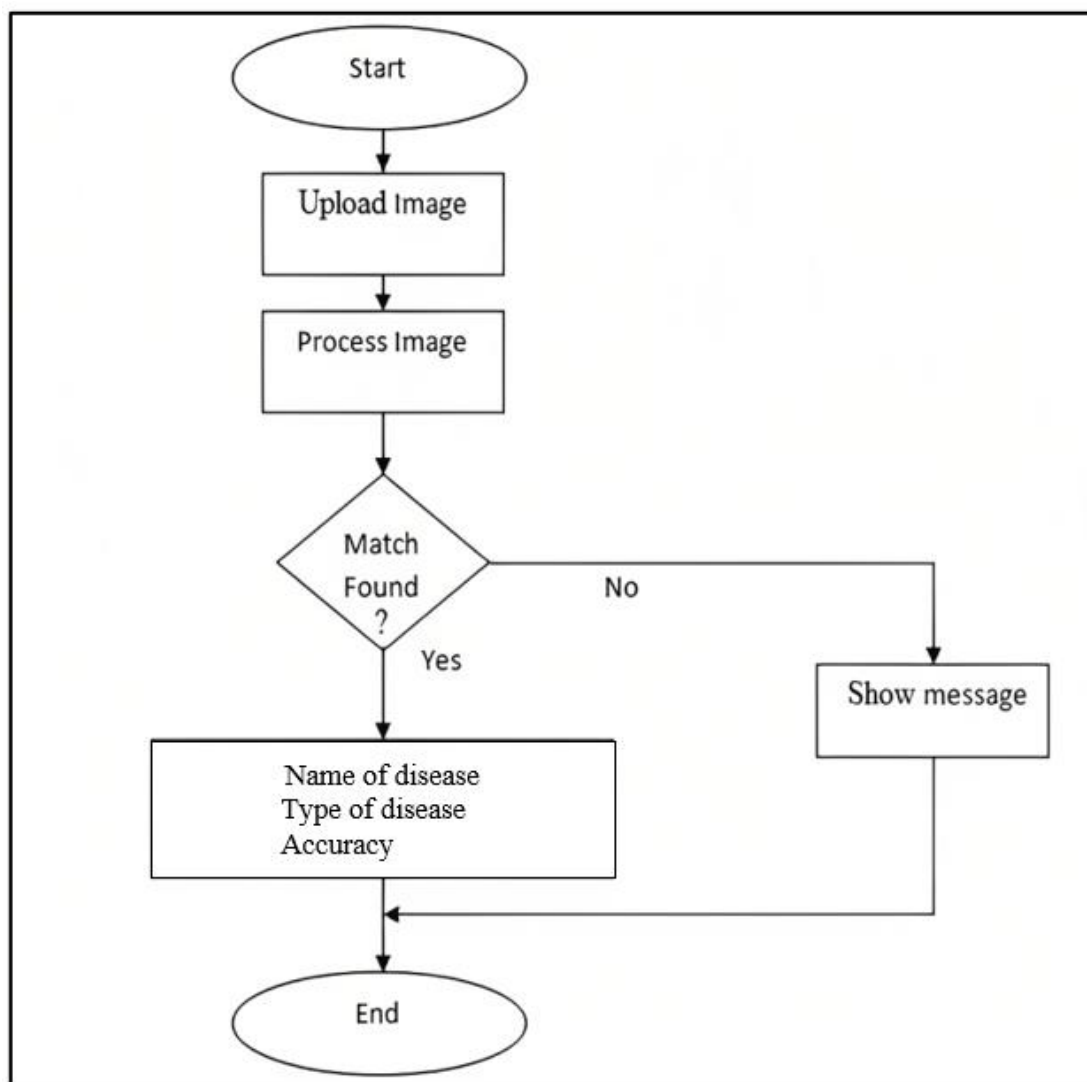 Start
Upload Image
Process Image
Match
Found
?
No
Yes
Show message
Name of disease
Type of disease
Accuracy
End